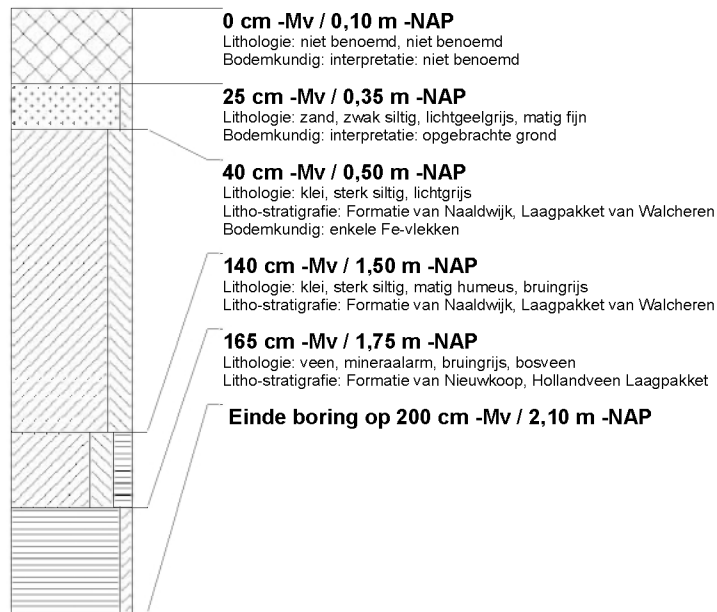 0 cm -Mv / 0,10 m -NAP
Lithologie: niet benoemd, niet benoemd
Bodemkundig: interpretatie: niet benoemd
25 cm -Mv / 0,35 m -NAP
Lithologie: zand, zwak siltig, lichtgeelgrijs, matig fijn
Bodemkundig: interpretatie: opgebrachte grond
40 cm -Mv / 0,50 m -NAP
Lithologie: klei, sterk siltig, lichtgrijs
Litho-stratigrafie: Formatie van Naaldwijk, Laagpakket van Walcheren
Bodemkundig: enkele Fe-vlekken
140 cm -Mv / 1,50 m -NAP
Lithologie: klei, sterk siltig, matig humeus, bruingrijs
Litho-stratigrafie: Formatie van Naaldwijk, Laagpakket van Walcheren
165 cm -Mv / 1,75 m -NAP
Lithologie: veen, mineraalarm, bruingrijs, bosveen
Litho-stratigrafie: Formatie van Nieuwkoop, Hollandveen Laagpakket
Einde boring op 200 cm -Mv / 2,10 m -NAP